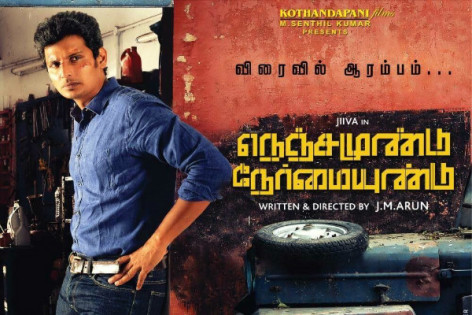 KOTHANDAPANI films
M.SENTHIL KUMAR
PRESENTS
விரைவில் ஆரம்பம்...
JIIVA IN
நெஞ்சமுண்டு
நேர்மையுண்டு
WRITTEN & DIRECTED BY J.M.ARUN